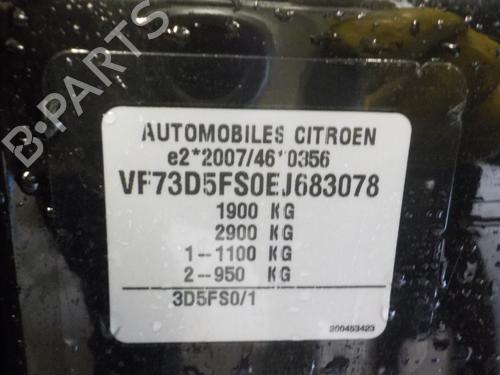 AUTOMOBILES CITROEN
e2*2007/46*0356
VF73D5FS0EJ683078
1900 KG
2900 KG
1--1100 KG
2--950 KG
3D5FS0/1
200453423
B-PARTS